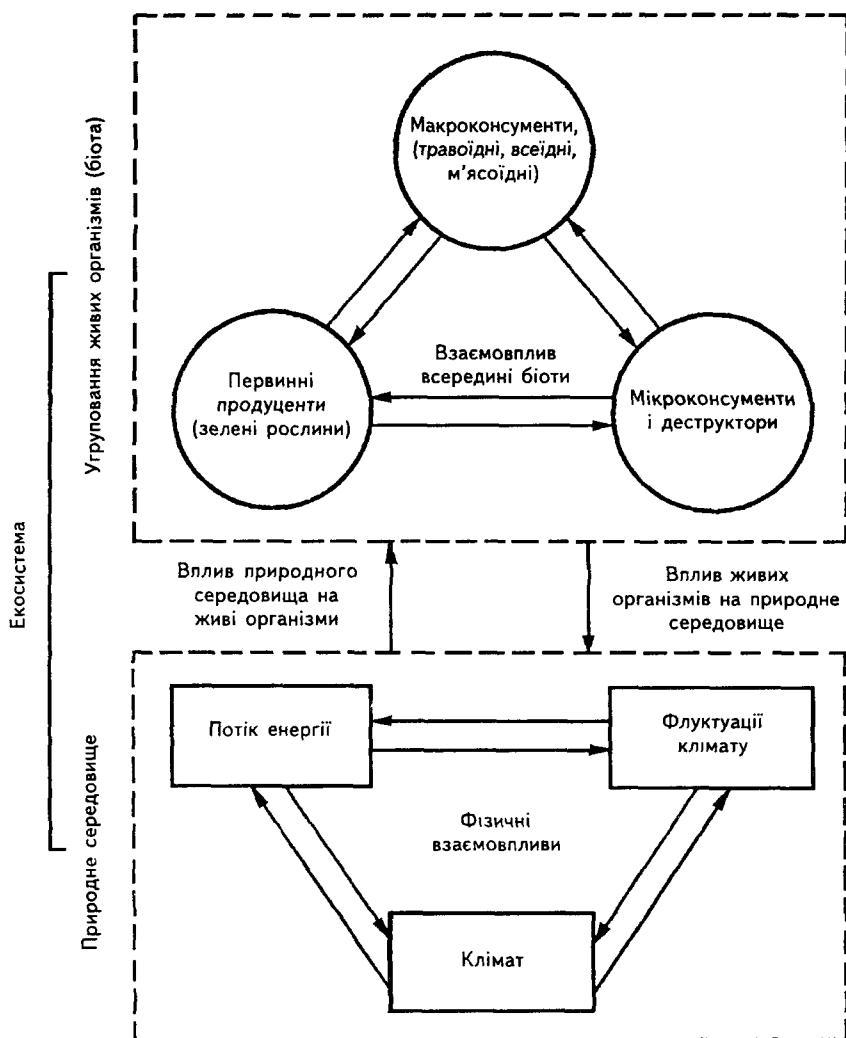 Макроконсументи,
(травоїдні, всеїдні,
м'ясоїдні)
Угруповання живих організмів (біота)
Взаємовплив
всередині біоти
Первинні
продуценти
(зелені рослини)
Мікроконсументи
і деструктори
Екосистема
Вплив природного
середовища на
живі організми
Вплив живих
організмів на природне
середовище
Природне середовище
Потік енергії
Флуктуації
клімату
Фізичні
взаємовпливи
Клімат